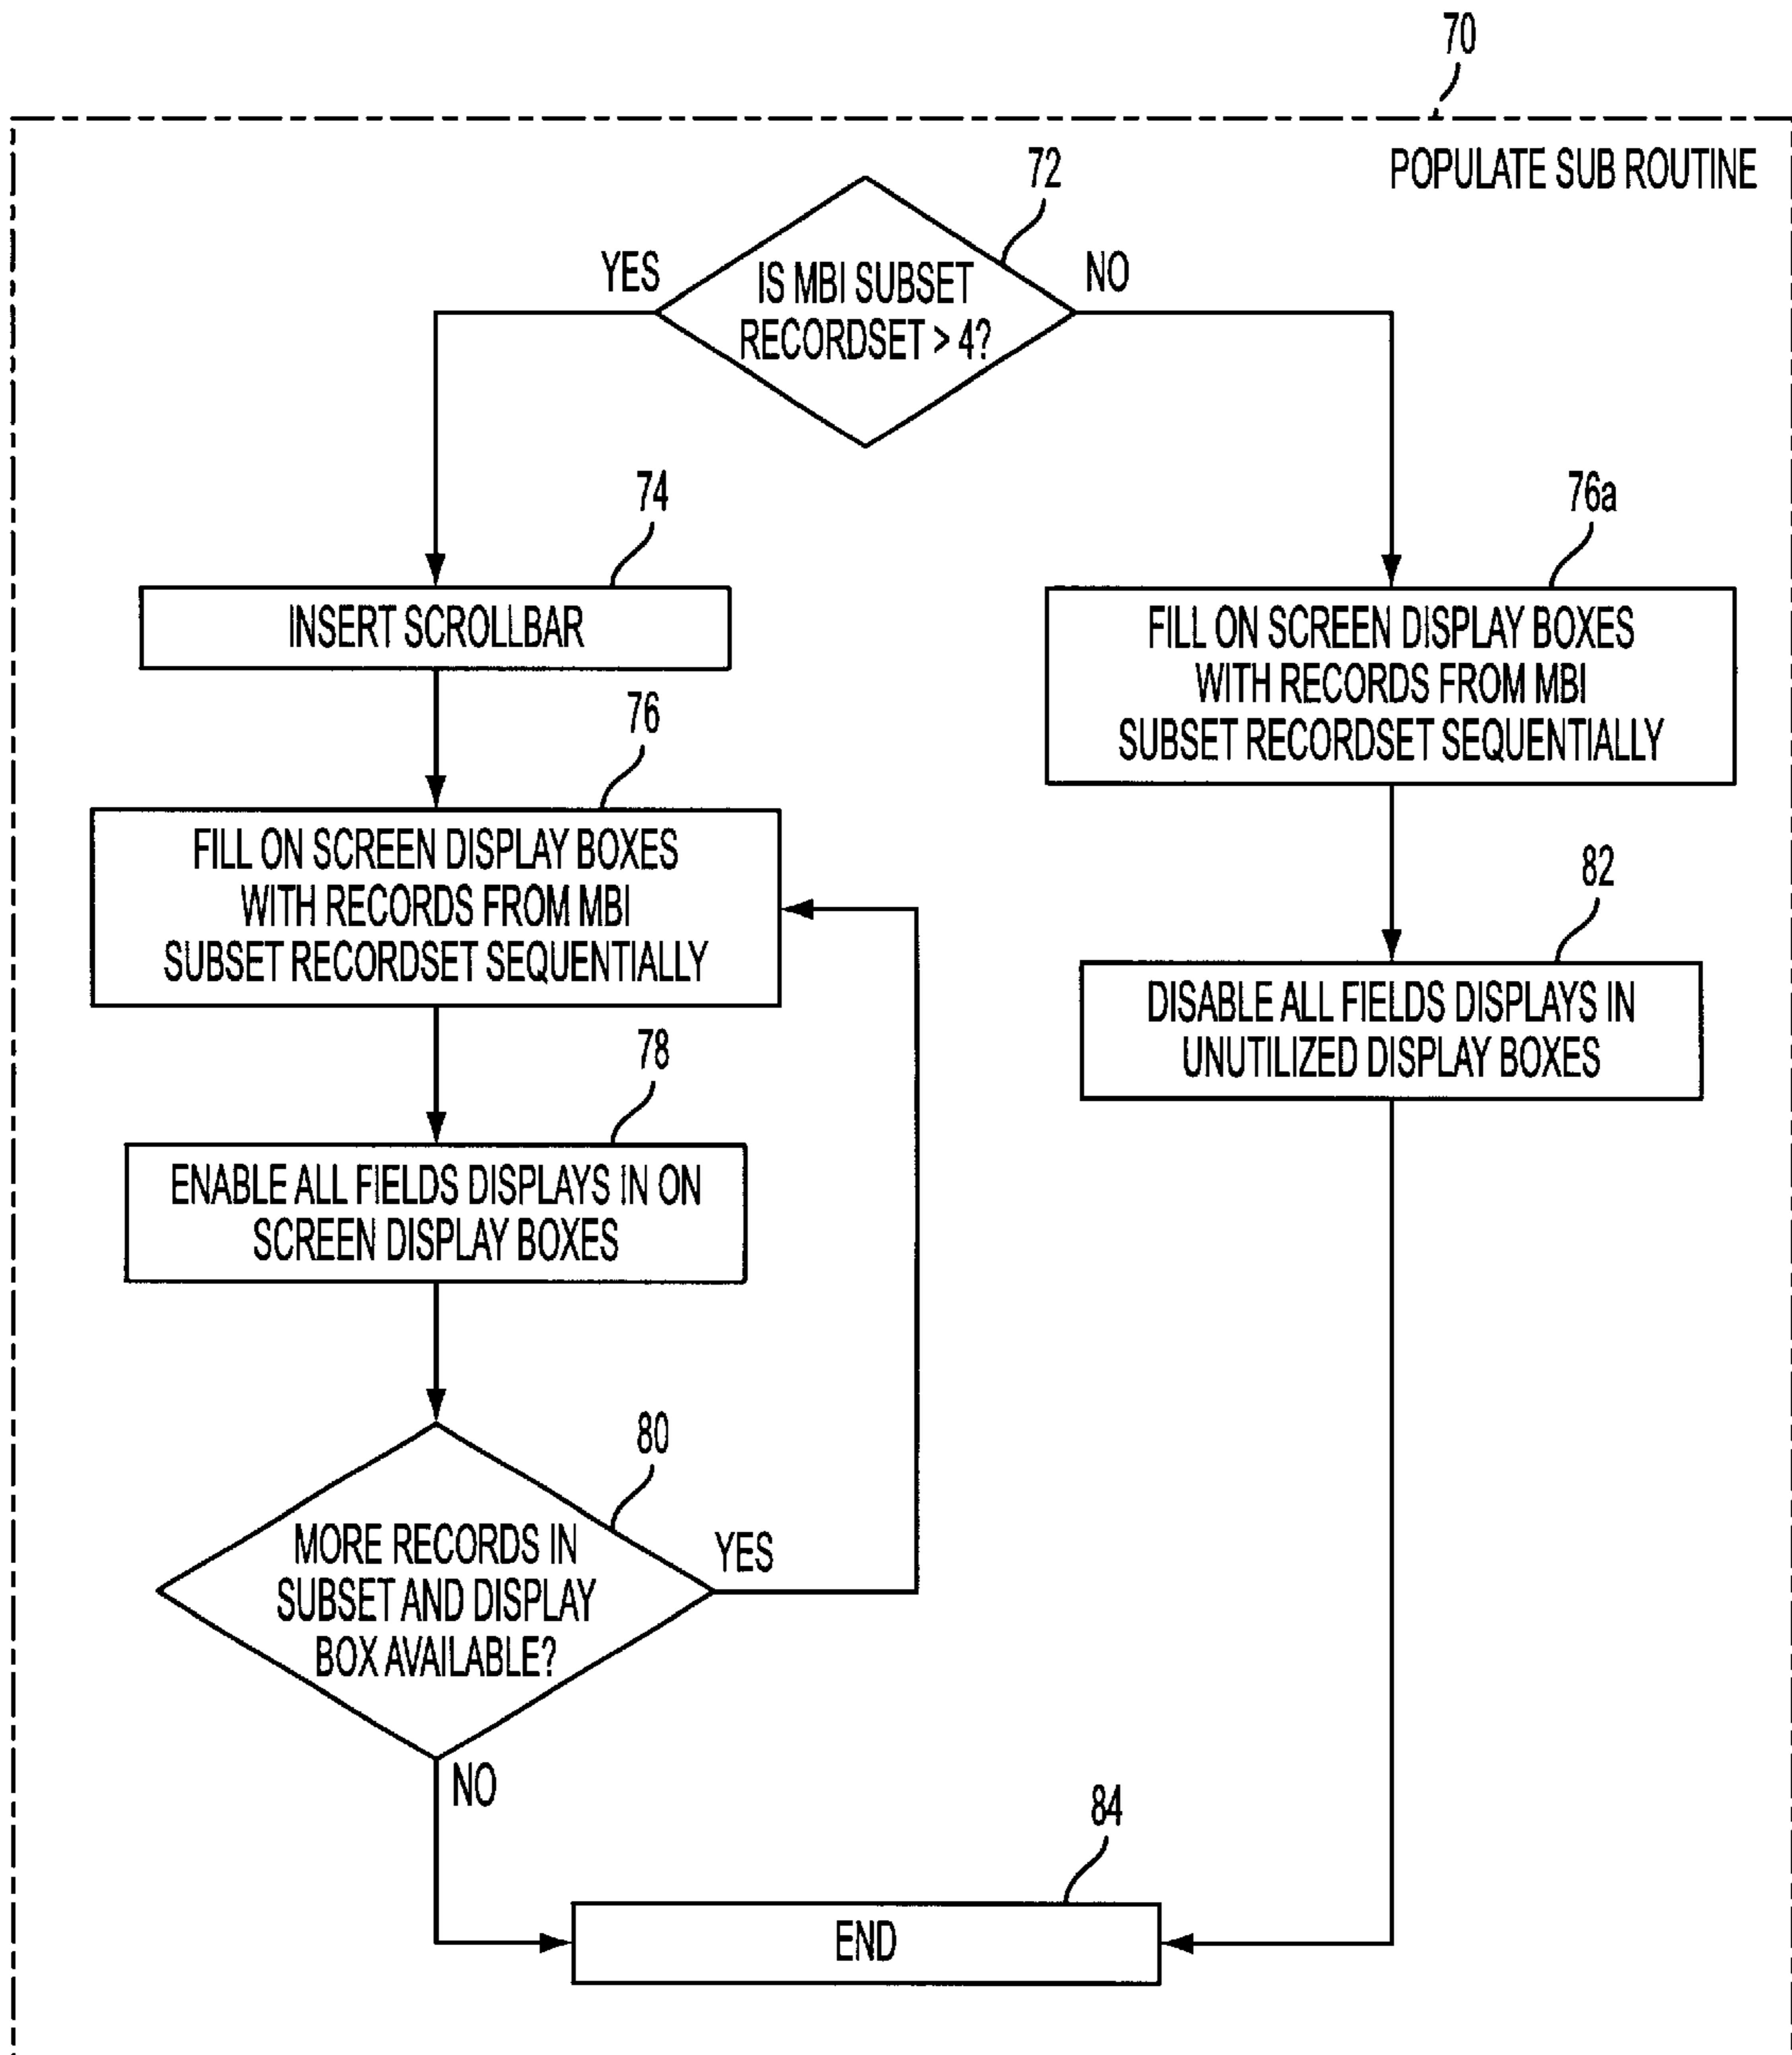 70
POPULATE SUB ROUTINE
72
YES
IS MBI SUBSET
RECORDSET > 4?
NO
74
INSERT SCROLLBAR
76a
FILL ON SCREEN DISPLAY BOXES
WITH RECORDS FROM MBI
SUBSET RECORDSET SEQUENTIALLY
76
FILL ON SCREEN DISPLAY BOXES
WITH RECORDS FROM MBI
SUBSET RECORDSET SEQUENTIALLY
82
DISABLE ALL FIELDS DISPLAYS IN
UNUTILIZED DISPLAY BOXES
78
ENABLE ALL FIELDS DISPLAYS IN ON
SCREEN DISPLAY BOXES
80
MORE RECORDS IN
SUBSET AND DISPLAY
BOX AVAILABLE?
YES
NO
84
END